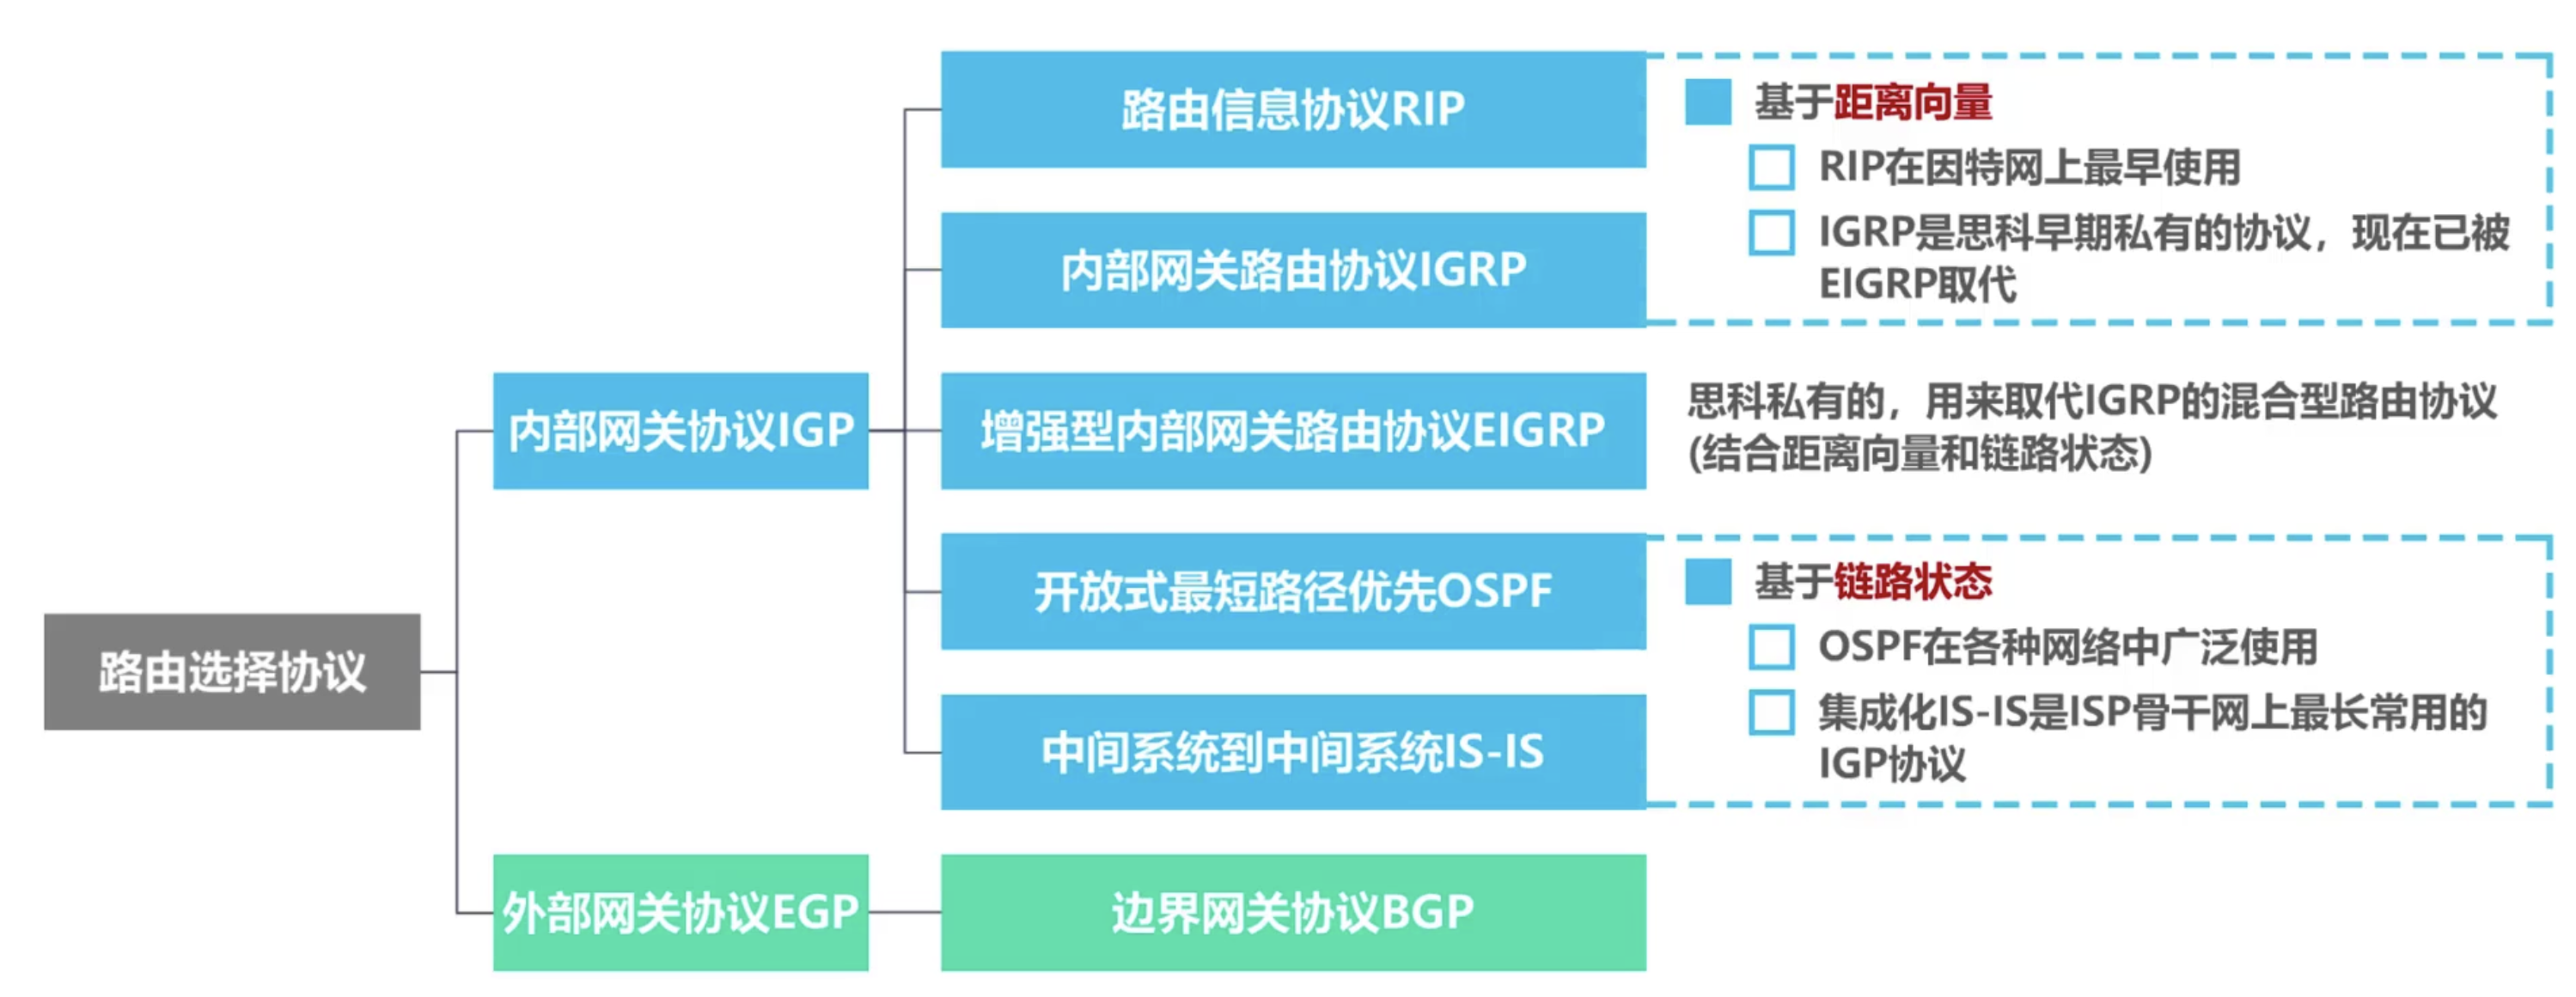 路由信息协议RIP
基于距离向量
RIP在因特网上最早使用
IGRP是思科早期私有的协议，现在已被
EIGRP取代
内部网关路由协议IGRP
内部网关协议IGP
增强型内部网关路由协议EIGRP
思科私有的，用来取代IGRP的混合型路由协议
(结合距离向量和链路状态)
开放式最短路径优先OSPF
基于链路状态
OSPF在各种网络中广泛使用
集成化IS-IS是ISP骨干网上最长常用的
IGP协议
路由选择协议
中间系统到中间系统IS-IS
外部网关协议EGP
边界网关协议BGP